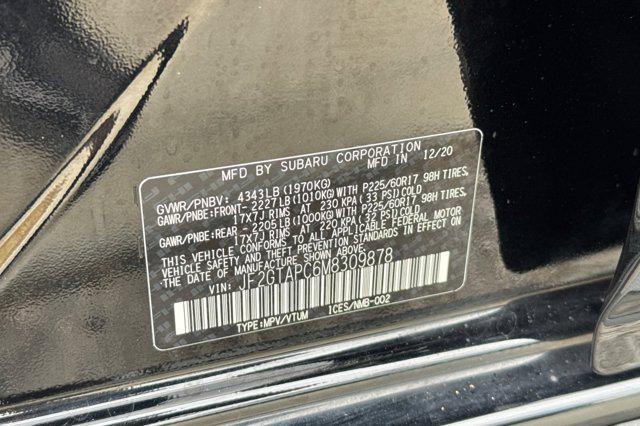 MFD BY SUBARU CORPORATION
MFD IN 12/20
GVWR/PNBV: 4343LB(1970KG)
GAWR/PNBE:FRONT-2227LB(1010KG)WITH P225/60R17 98H TIRES,
17X7J RIMS AT 230 KPA(33 PSI)COLD
GAWR/PNBE:REAR -2205LB(1000KG)WITH P225/60R17 98H TIRES,
17X7J RIMS AT 220 KPA(32 PSI)COLD
THIS VEHICLE CONFORMS TO ALL APPLICABLE FEDERAL MOTOR
VEHICLE SAFETY AND THEFT PREVENTION STANDARDS IN EFFECT ON
THE DATE OF MANUFACTURE SHOWN ABOVE.
VIN: JF2G1APC6M8309878
TYPE:MPV/VTUM ICES/NMB-002